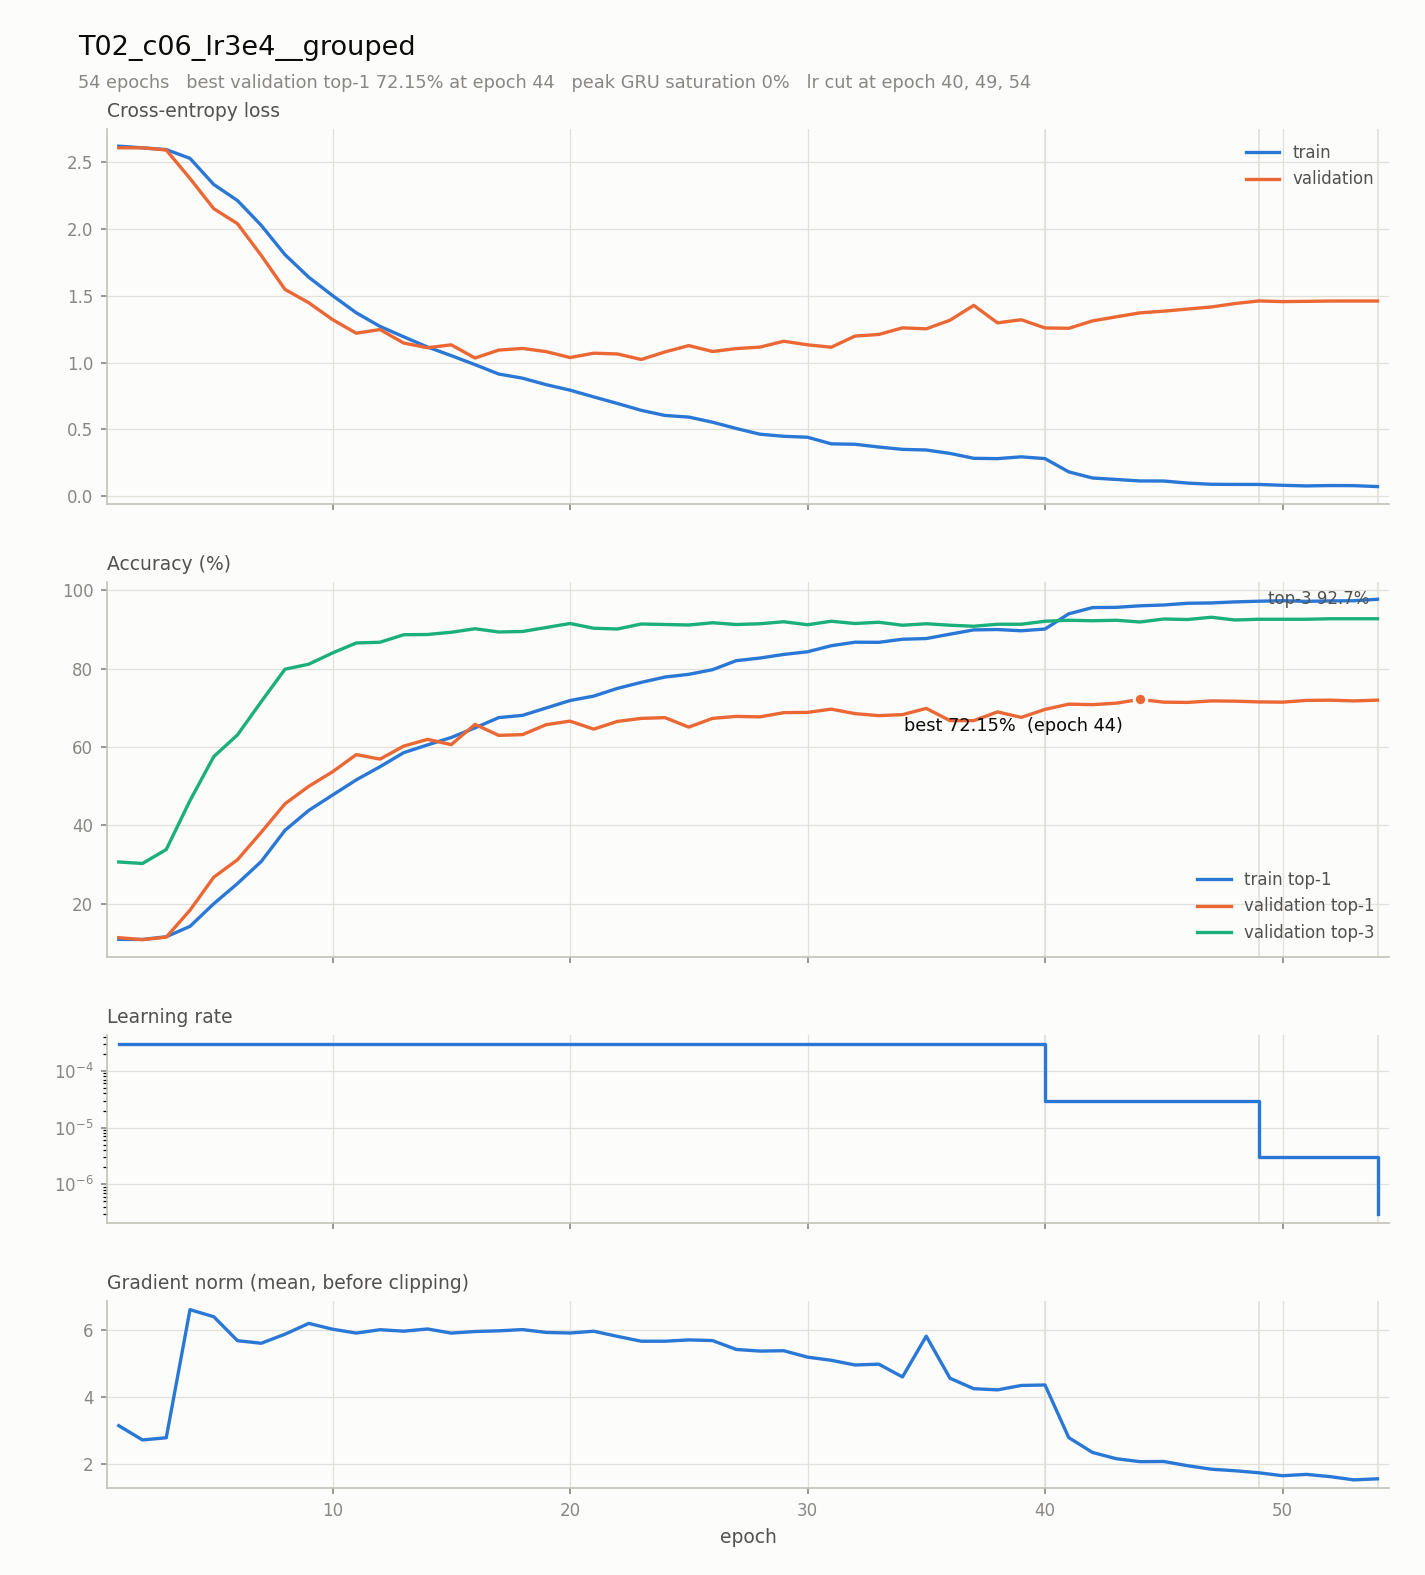 T02_c06_lr3e4__grouped
54 epochs   best validation top-1 72.15% at epoch 44   peak GRU saturation 0%   lr cut at epoch 40, 49, 54
Cross-entropy loss
train
validation
2.5
2.0
1.5
1.0
0.5
0.0
Accuracy (%)
100
80
60
40
20
top-3 92.7%
best 72.15%  (epoch 44)
train top-1
validation top-1
validation top-3
Learning rate
10⁻⁴
10⁻⁵
10⁻⁶
Gradient norm (mean, before clipping)
6
4
2
10 20 30 40 50
epoch